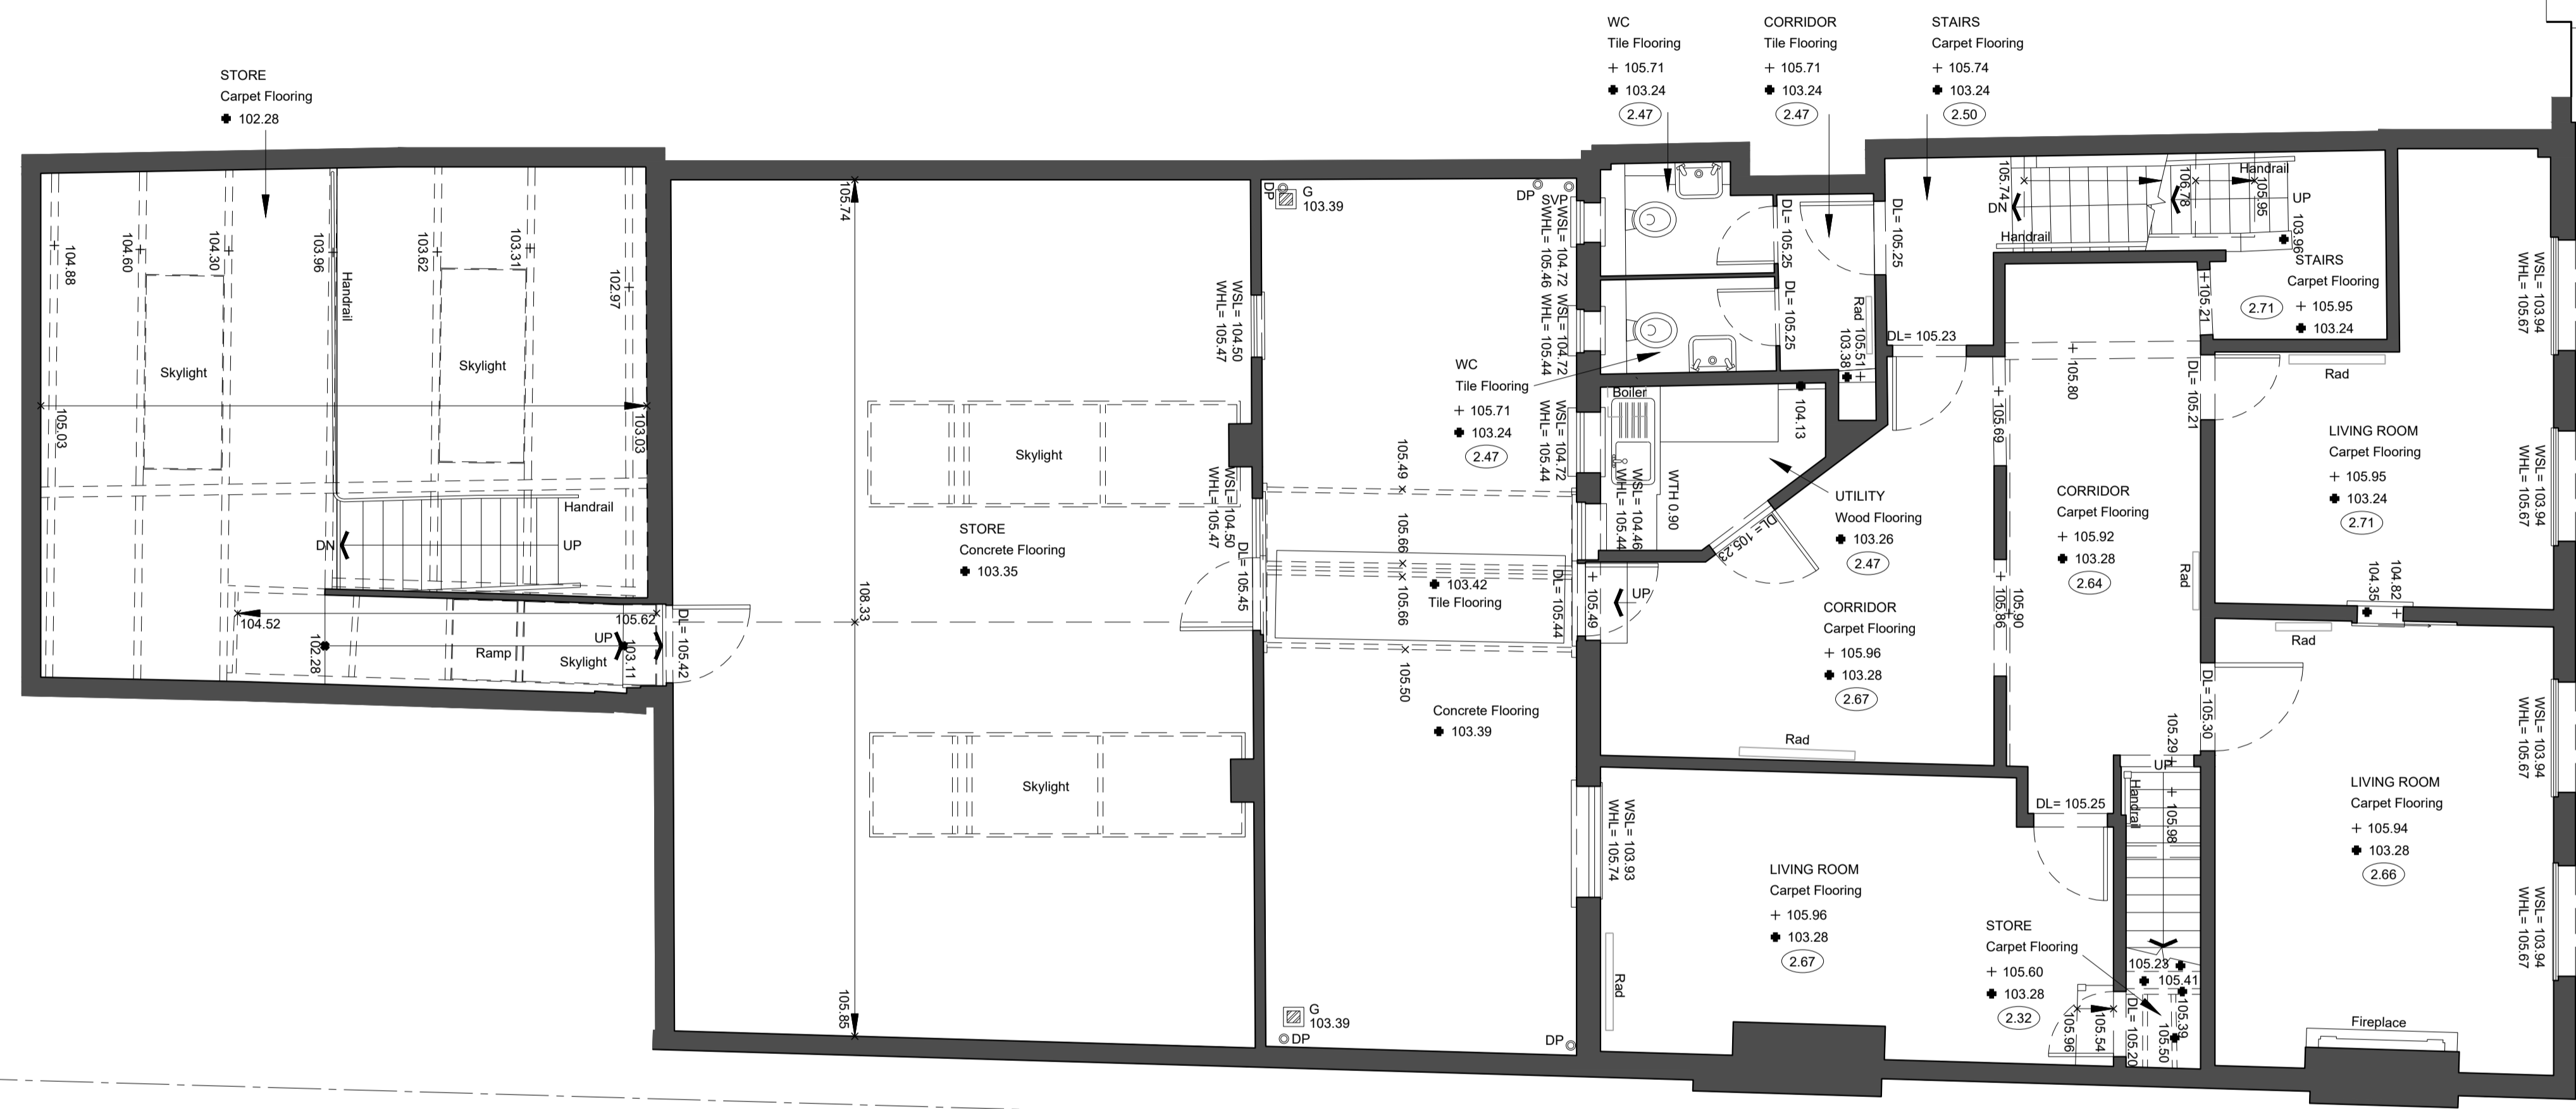 WC
Tile Flooring
+ 105.71
103.24
2.47
CORRIDOR
Tile Flooring
+ 105.71
103.24
2.47
STAIRS
Carpet Flooring
+ 105.74
103.24
2.50
STORE
Carpet Flooring
102.28
104.88
104.60
104.30
103.96
103.62
103.31
102.97
Handrail
Skylight
Skylight
105.03
103.03
Handrail
DN
UP
104.52
105.62
102.28
UP
Ramp
Skylight
103.11
DL= 105.42
105.74
108.33
105.85
Skylight
STORE
Concrete Flooring
103.35
Skylight
WSL= 104.50
WHL= 105.47
WSL= 104.50
WHL= 105.47
DL= 105.45
DP
G
103.39
DP
SVP
WSL= 104.72
WHL= 105.46
WSL= 104.72
WHL= 105.44
WSL= 104.72
WHL= 105.44
WC
Tile Flooring
+ 105.71
103.24
2.47
105.49
105.66
103.42
Tile Flooring
105.66
105.50
DL= 105.44
Concrete Flooring
103.39
G
103.39
DP
DP
DL= 105.25
DL= 105.25
DL= 105.25
Rad
105.51
103.38
Boiler
104.13
WSL= 104.46
WHL= 105.44
WTH 0.90
UTILITY
Wood Flooring
103.26
2.47
DL= 105.23
105.49
UP
CORRIDOR
Carpet Flooring
+ 105.96
103.28
2.67
Rad
DL= 105.23
105.69
105.86
105.90
105.80
CORRIDOR
Carpet Flooring
+ 105.92
103.28
2.64
Rad
105.74
DN
Handrail
106.78
Handrail
105.95
UP
103.96
STAIRS
Carpet Flooring
2.71
+ 105.95
103.24
105.21
DL= 105.21
Rad
LIVING ROOM
Carpet Flooring
+ 105.95
103.24
2.71
WSL= 103.94
WHL= 105.67
WSL= 103.94
WHL= 105.67
104.35
104.82
Rad
DL= 105.30
LIVING ROOM
Carpet Flooring
+ 105.94
103.28
2.66
WSL= 103.94
WHL= 105.67
WSL= 103.94
WHL= 105.67
Fireplace
105.29
UP
Handrail
105.98
DL= 105.25
WSL= 103.93
WHL= 105.74
LIVING ROOM
Carpet Flooring
+ 105.96
103.28
2.67
Rad
STORE
Carpet Flooring
+ 105.60
103.28
2.32
105.23
105.41
105.39
105.50
DL= 105.20
105.54
105.96